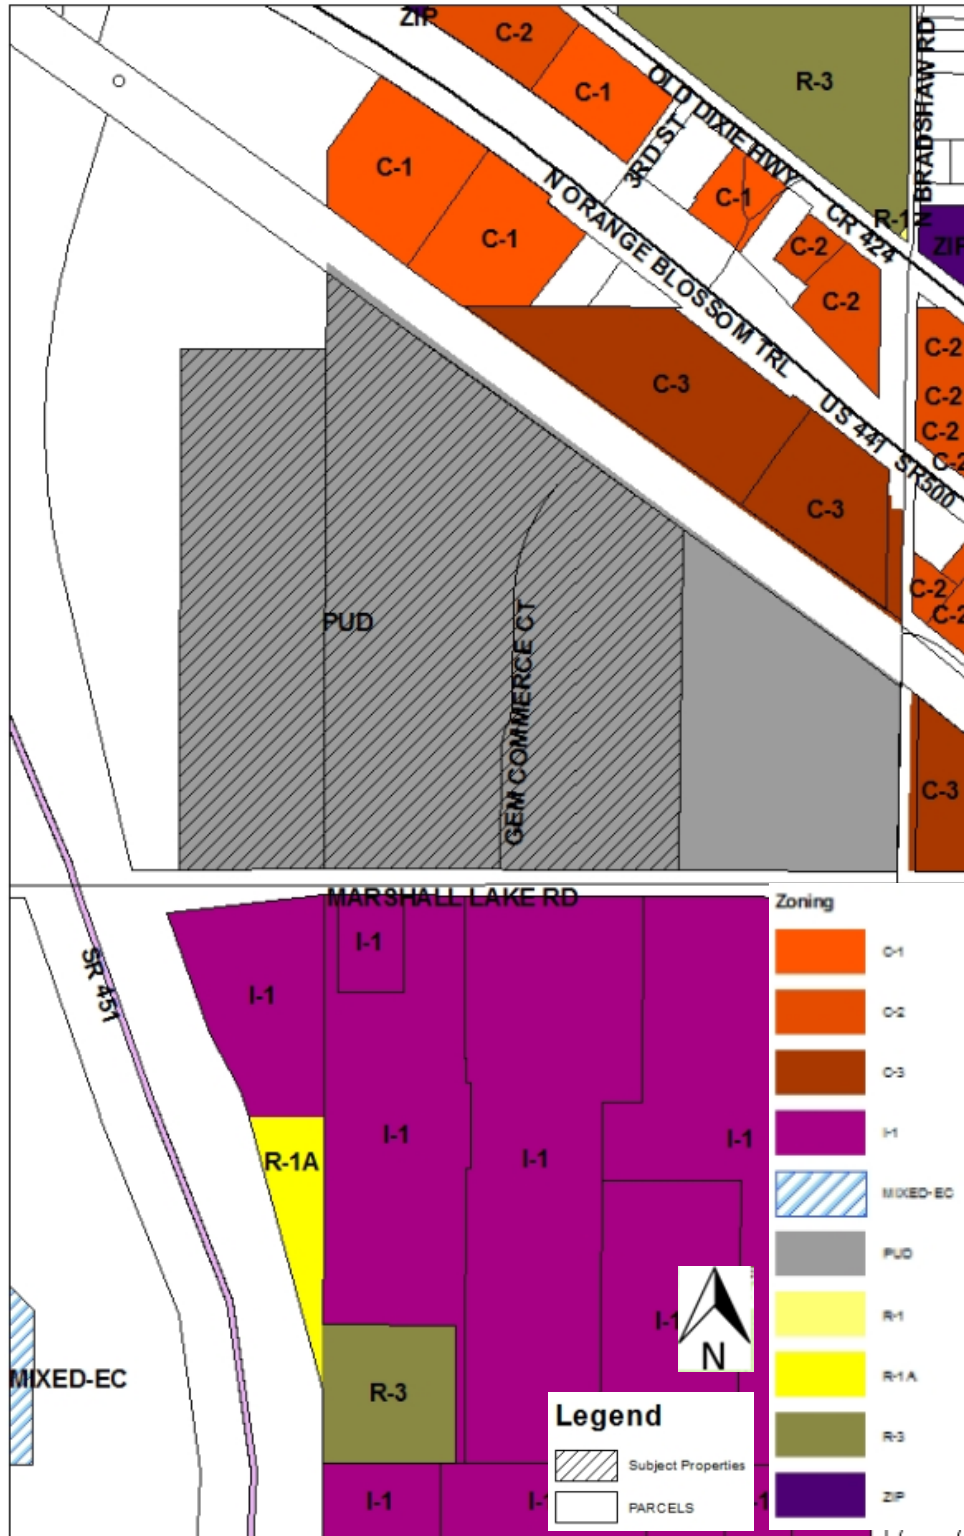 ZIP
C-2
C-1
R-3
N BRADSHAW RD
OLD DIXIE HWY
3RD ST
C-1
C-1
R-1
N ORANGE BLOSSOM TRL
CR 424
C-2
ZIP
C-1
C-2
C-2
C-3
C-2
US 441 SR500
C-2
C-2
C-3
C-2
C-2
PUD
GEM COMMERCE CT
C-3
MARSHALL LAKE RD
I-1
SR 451
I-1
I-1
I-1
I-1
R-1A
I-1
MIXED-EC
R-3
I-1
Zoning
C-1
C-2
C-3
I-1
MIXED-EC
PUD
R-1
R-1A
R-3
ZIP
N
Legend
Subject Properties
PARCELS